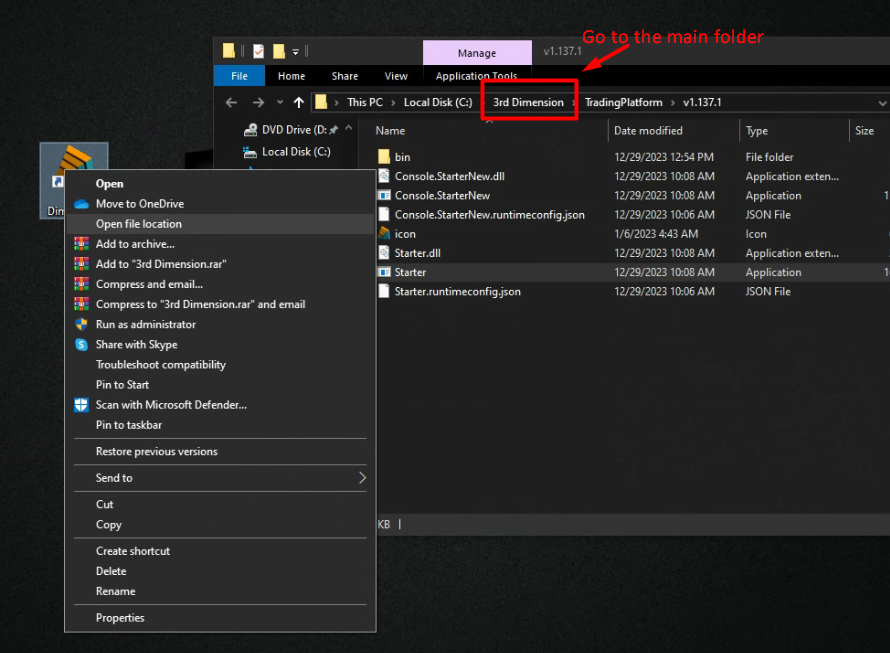 Go to the main folder
Manage
v1.137.1
File
Home
Share
View
Application Tools
This PC
Local Disk (C:)
3rd Dimension
TradingPlatform
v1.137.1
DVD Drive (D:
Local Disk (C:)
Name
Date modified
Type
Size
bin
12/29/2023 12:54 PM
File folder
Console.StarterNew.dll
12/29/2023 10:08 AM
Application exten...
Console.StarterNew
12/29/2023 10:08 AM
Application
1
Console.StarterNew.runtimeconfig.json
12/29/2023 10:06 AM
JSON File
icon
1/6/2023 4:43 AM
Icon
Starter.dll
12/29/2023 10:08 AM
Application exten...
Starter
12/29/2023 10:08 AM
Application
Starter.runtimeconfig.json
12/29/2023 10:06 AM
JSON File
KB
Dim
Open
Move to OneDrive
Open file location
Add to archive...
Add to "3rd Dimension.rar"
Compress and email...
Compress to "3rd Dimension.rar" and email
Run as administrator
Share with Skype
Troubleshoot compatibility
Pin to Start
Scan with Microsoft Defender...
Pin to taskbar
Restore previous versions
Send to
Cut
Copy
Create shortcut
Delete
Rename
Properties